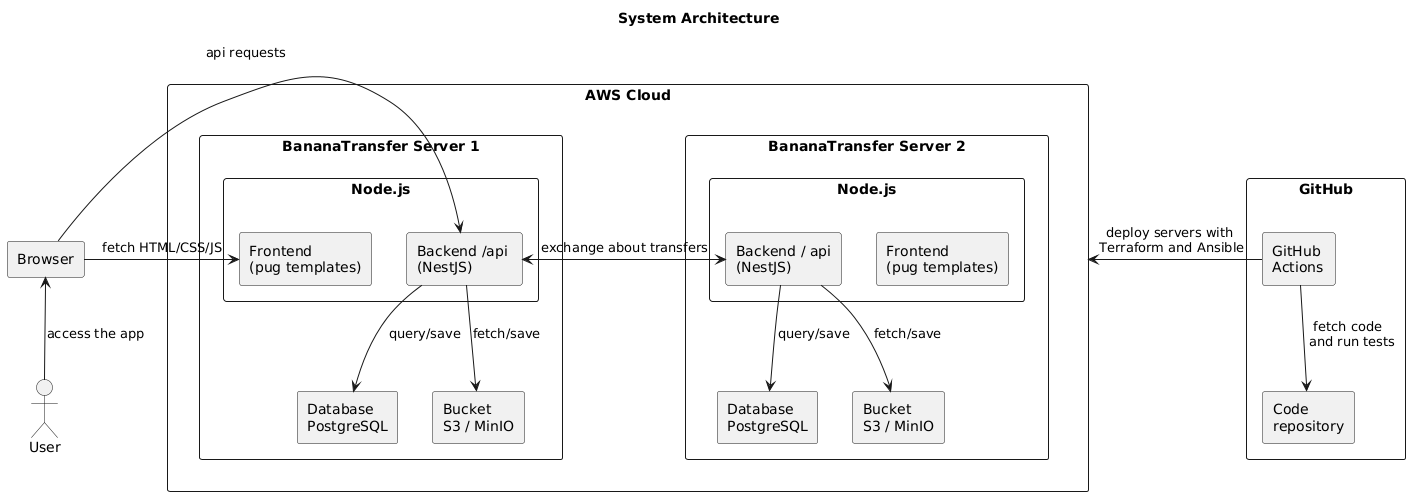 System Architecture
api requests
AWS Cloud
BananaTransfer Server 1
BananaTransfer Server 2
Node.js
Node.js
GitHub
Browser
fetch HTML/CSS/JS
Frontend
(pug templates)
Backend /api
(NestJS)
exchange about transfers
Backend / api
(NestJS)
Frontend
(pug templates)
deploy servers with
Terraform and Ansible
GitHub
Actions
access the app
query/save
fetch/save
query/save
fetch/save
fetch code
and run tests
User
Database
PostgreSQL
Bucket
S3 / MinIO
Database
PostgreSQL
Bucket
S3 / MinIO
Code
repository